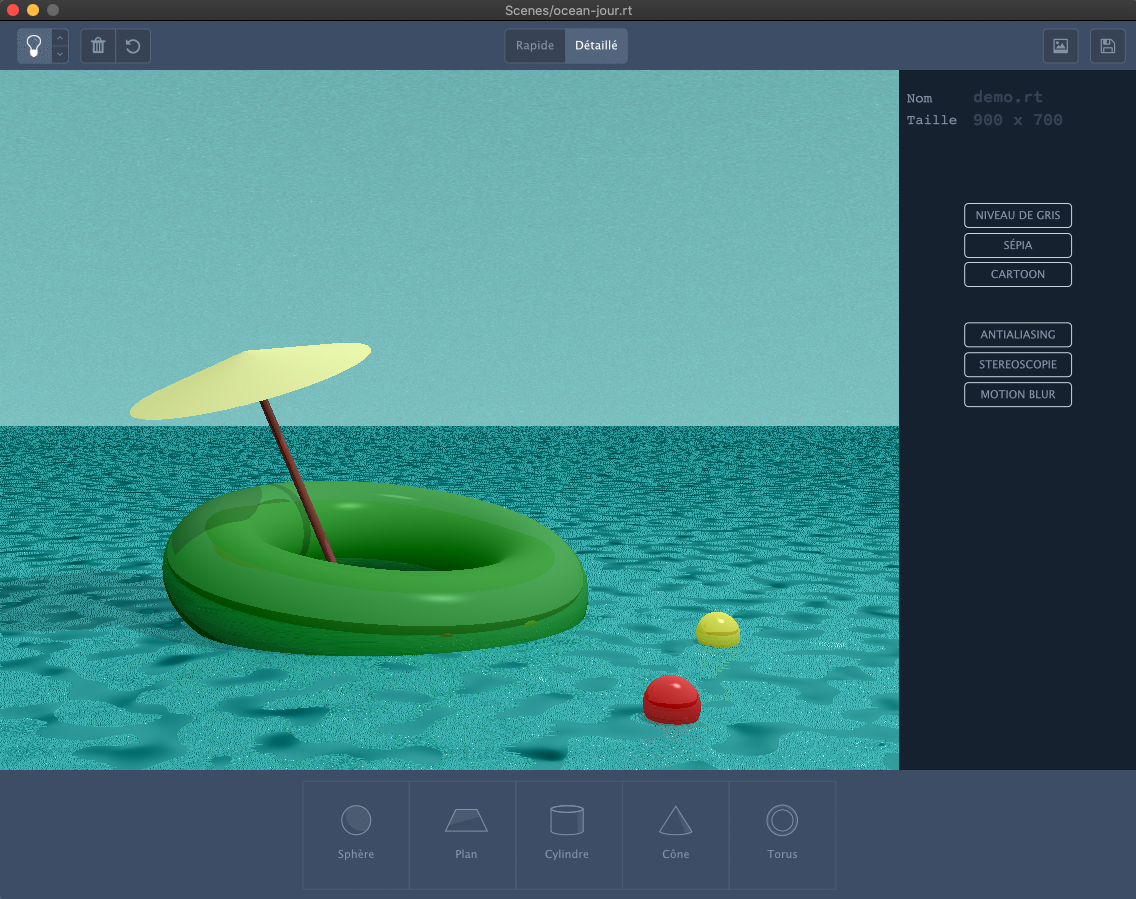 Scenes/ocean-jour.rt
Rapide Détaillé
Nom demo.rt
Taille 900 x 700
NIVEAU DE GRIS
SÉPIA
CARTOON
ANTIALIASING
STEREOSCOPIE
MOTION BLUR
Sphère Plan Cylindre Cône Torus